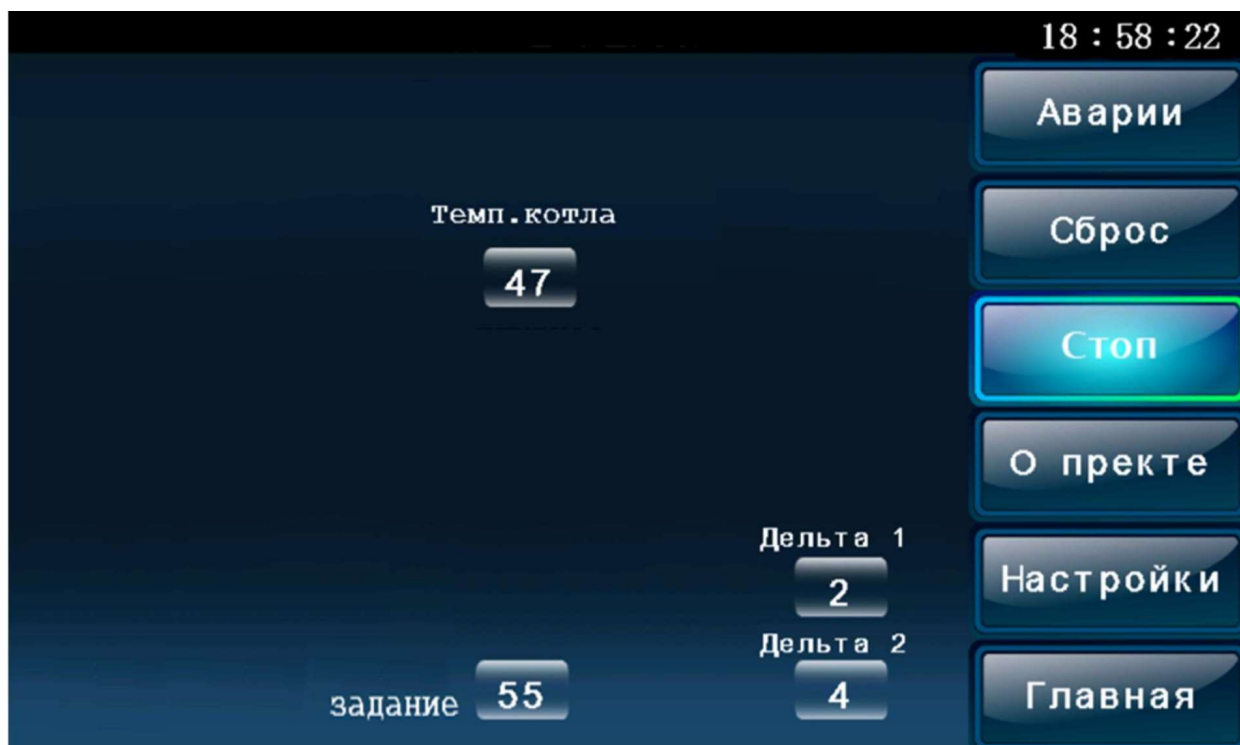 18 : 58 : 22
Аварии
Темп.котла
Сброс
47
Стоп
О пректе
Дельта 1
2
Настройки
Дельта 2
задание 55
4
Главная